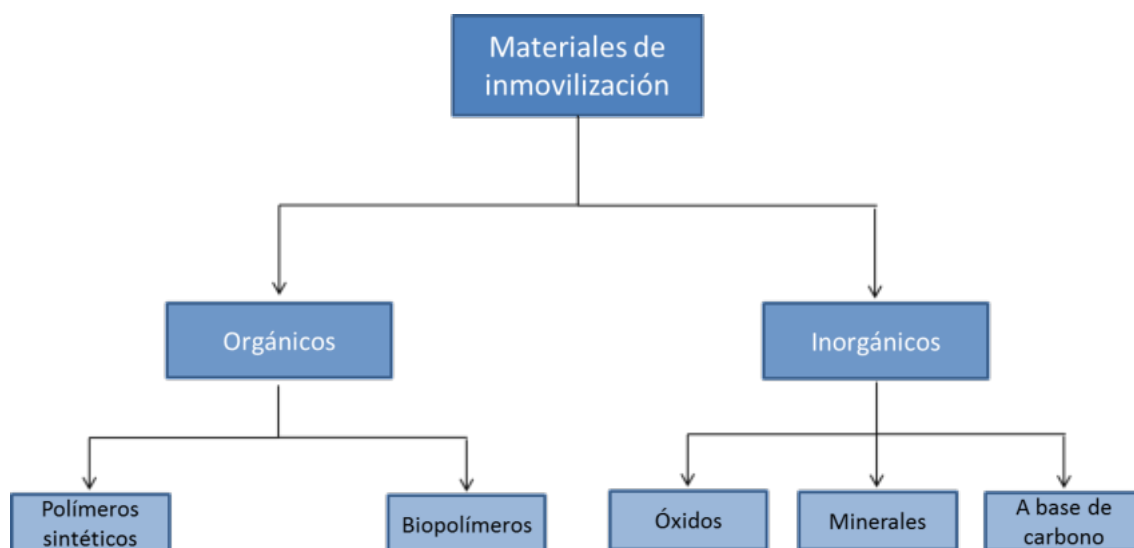 Materiales de
inmovilización
Orgánicos
Inorgánicos
Polímeros
sintéticos
Biopolímeros
Óxidos
Minerales
A base de
carbono